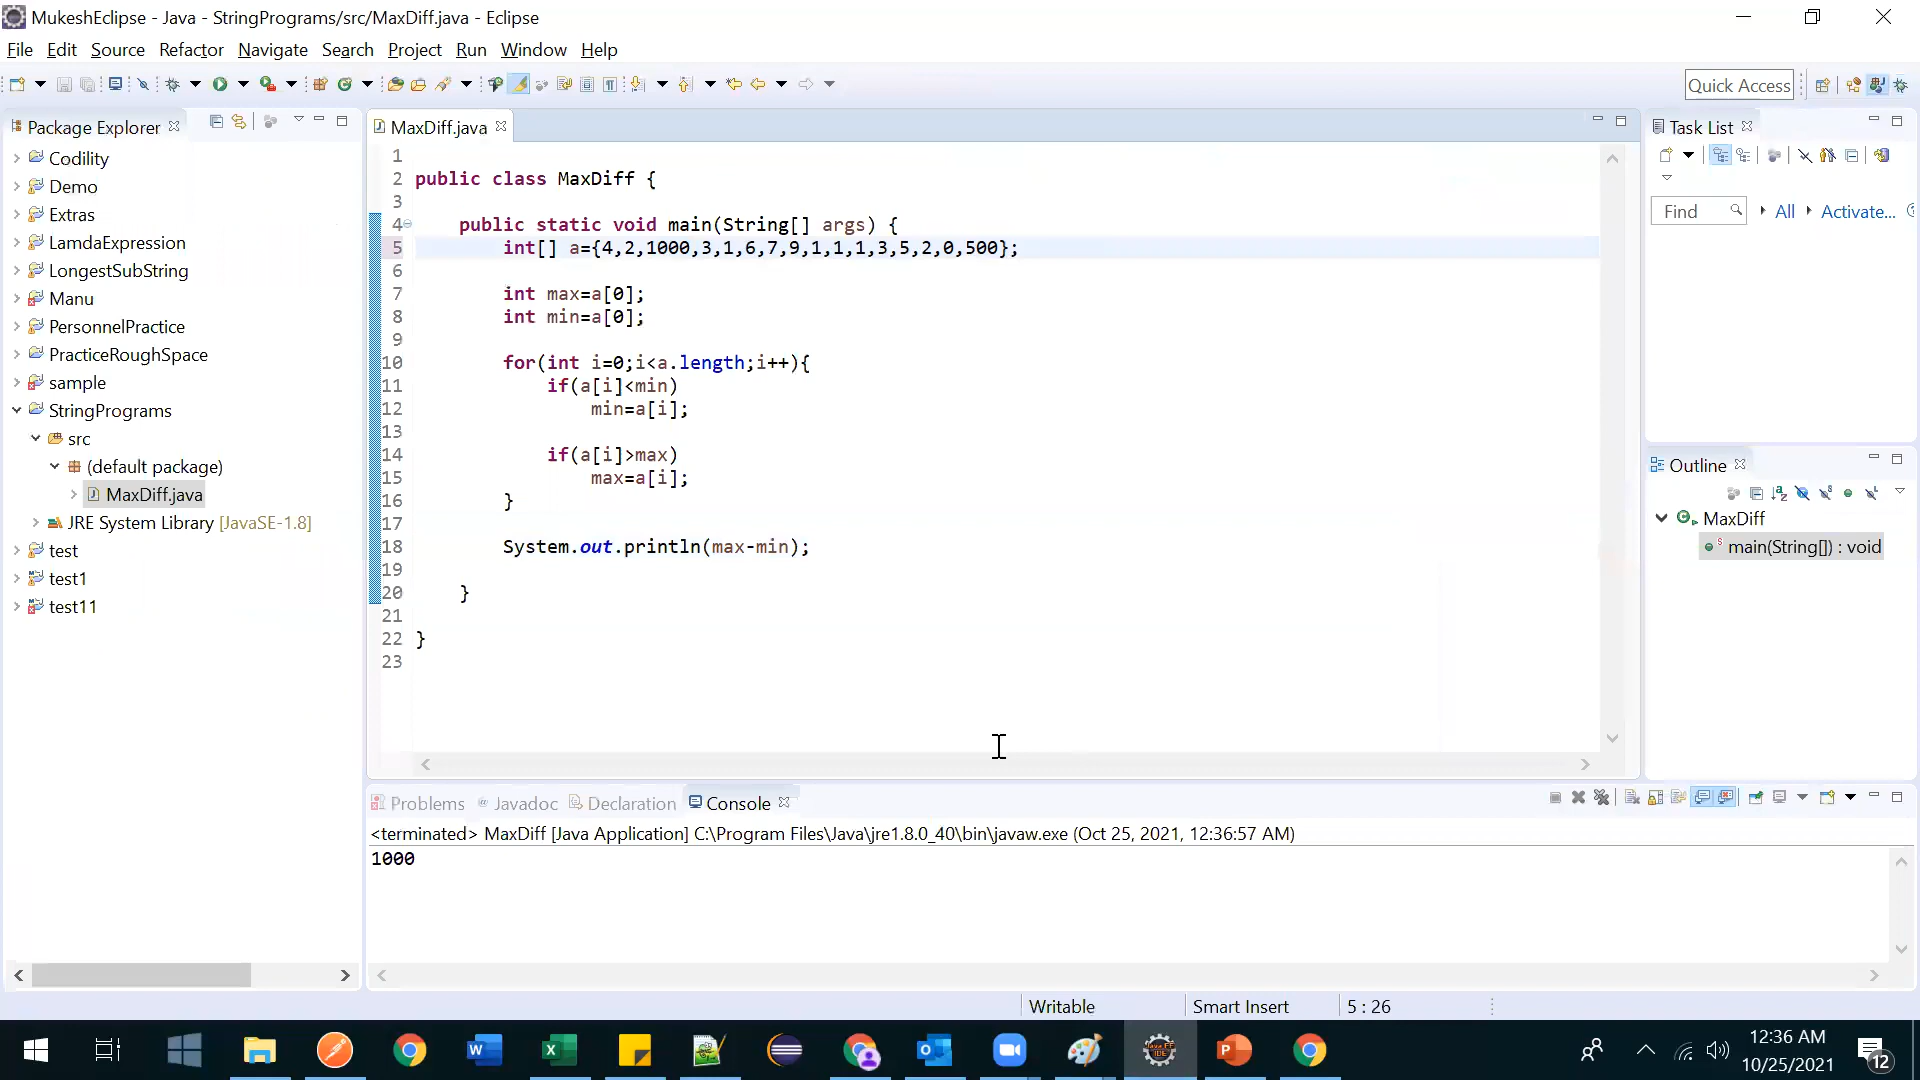 MukeshEclipse - Java - StringPrograms/src/MaxDiff.java - Eclipse
File Edit Source Refactor Navigate Search Project Run Window Help
Quick Access
Package Explorer
Codility
Demo
Extras
LamdaExpression
LongestSubString
Manu
PersonnelPractice
PracticeRoughSpace
sample
StringPrograms
src
(default package)
MaxDiff.java
JRE System Library [JavaSE-1.8]
test
test1
test11
MaxDiff.java
1
2 public class MaxDiff {
3
4 public static void main(String[] args) {
5 int[] a={4,2,1000,3,1,6,7,9,1,1,1,3,5,2,0,500};
6
7 int max=a[0];
8 int min=a[0];
9
10 for(int i=0;i<a.length;i++){
11 if(a[i]<min)
12 min=a[i];
13
14 if(a[i]>max)
15 max=a[i];
16 }
17
18 System.out.println(max-min);
19
20 }
21
22 }
23
Task List
Find All Activate...
Outline
MaxDiff
main(String[]) : void
Problems Javadoc Declaration Console
<terminated> MaxDiff [Java Application] C:\Program Files\Java\jre1.8.0_40\bin\javaw.exe (Oct 25, 2021, 12:36:57 AM)
1000
Writable Smart Insert 5 : 26
12:36 AM
10/25/2021
12